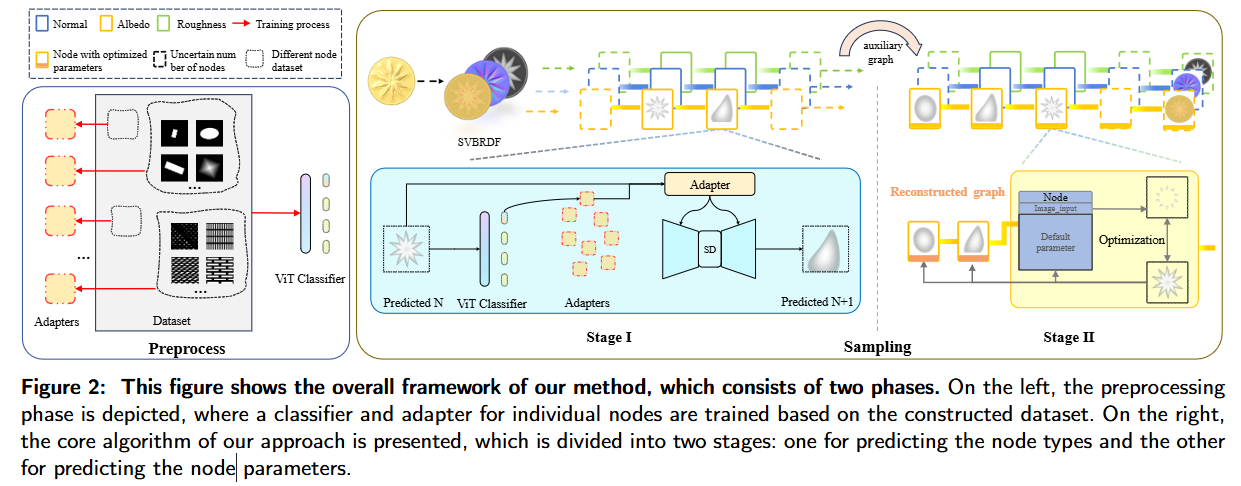 Normal
Albedo
Roughness
Training process
Node with optimized
parameters
Uncertain num
ber of nodes
Different node
dataset
...
...
...
Adapters
Dataset
ViT Classifier
Preprocess
SVBRDF
auxiliary
graph
Adapter
SD
Predicted N
ViT Classifier
Adapters
Predicted N+1
Stage I
Sampling
Reconstructed graph
Node
Image_input
Default
parameter
Optimization
Stage II
Figure 2: This figure shows the overall framework of our method, which consists of two phases. On the left, the preprocessing
phase is depicted, where a classifier and adapter for individual nodes are trained based on the constructed dataset. On the right,
the core algorithm of our approach is presented, which is divided into two stages: one for predicting the node types and the other
for predicting the node parameters.